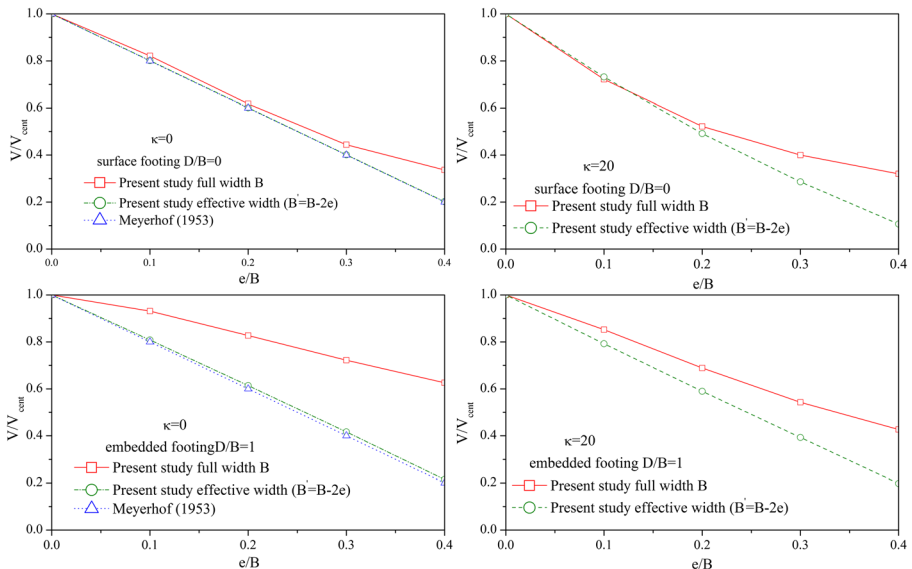 1.0
0.8
0.6
0.4
0.2
0.0
V/V_cent
κ=0
surface footing D/B=0
Present study full width B
Present study effective width (B'=B-2e)
Meyerhof (1953)
0.0 0.1 0.2 0.3 0.4
e/B
1.0
0.8
0.6
0.4
0.2
0.0
V/V_cent
κ=20
surface footing D/B=0
Present study full width B
Present study effective width (B'=B-2e)
0.0 0.1 0.2 0.3 0.4
e/B
1.0
0.8
0.6
0.4
0.2
0.0
V/V_cent
κ=0
embedded footingD/B=1
Present study full width B
Present study effective width (B'=B-2e)
Meyerhof (1953)
0.0 0.1 0.2 0.3 0.4
e/B
1.0
0.8
0.6
0.4
0.2
0.0
V/V_cent
κ=20
embedded footing D/B=1
Present study full width B
Present study effective width (B'=B-2e)
0.0 0.1 0.2 0.3 0.4
e/B